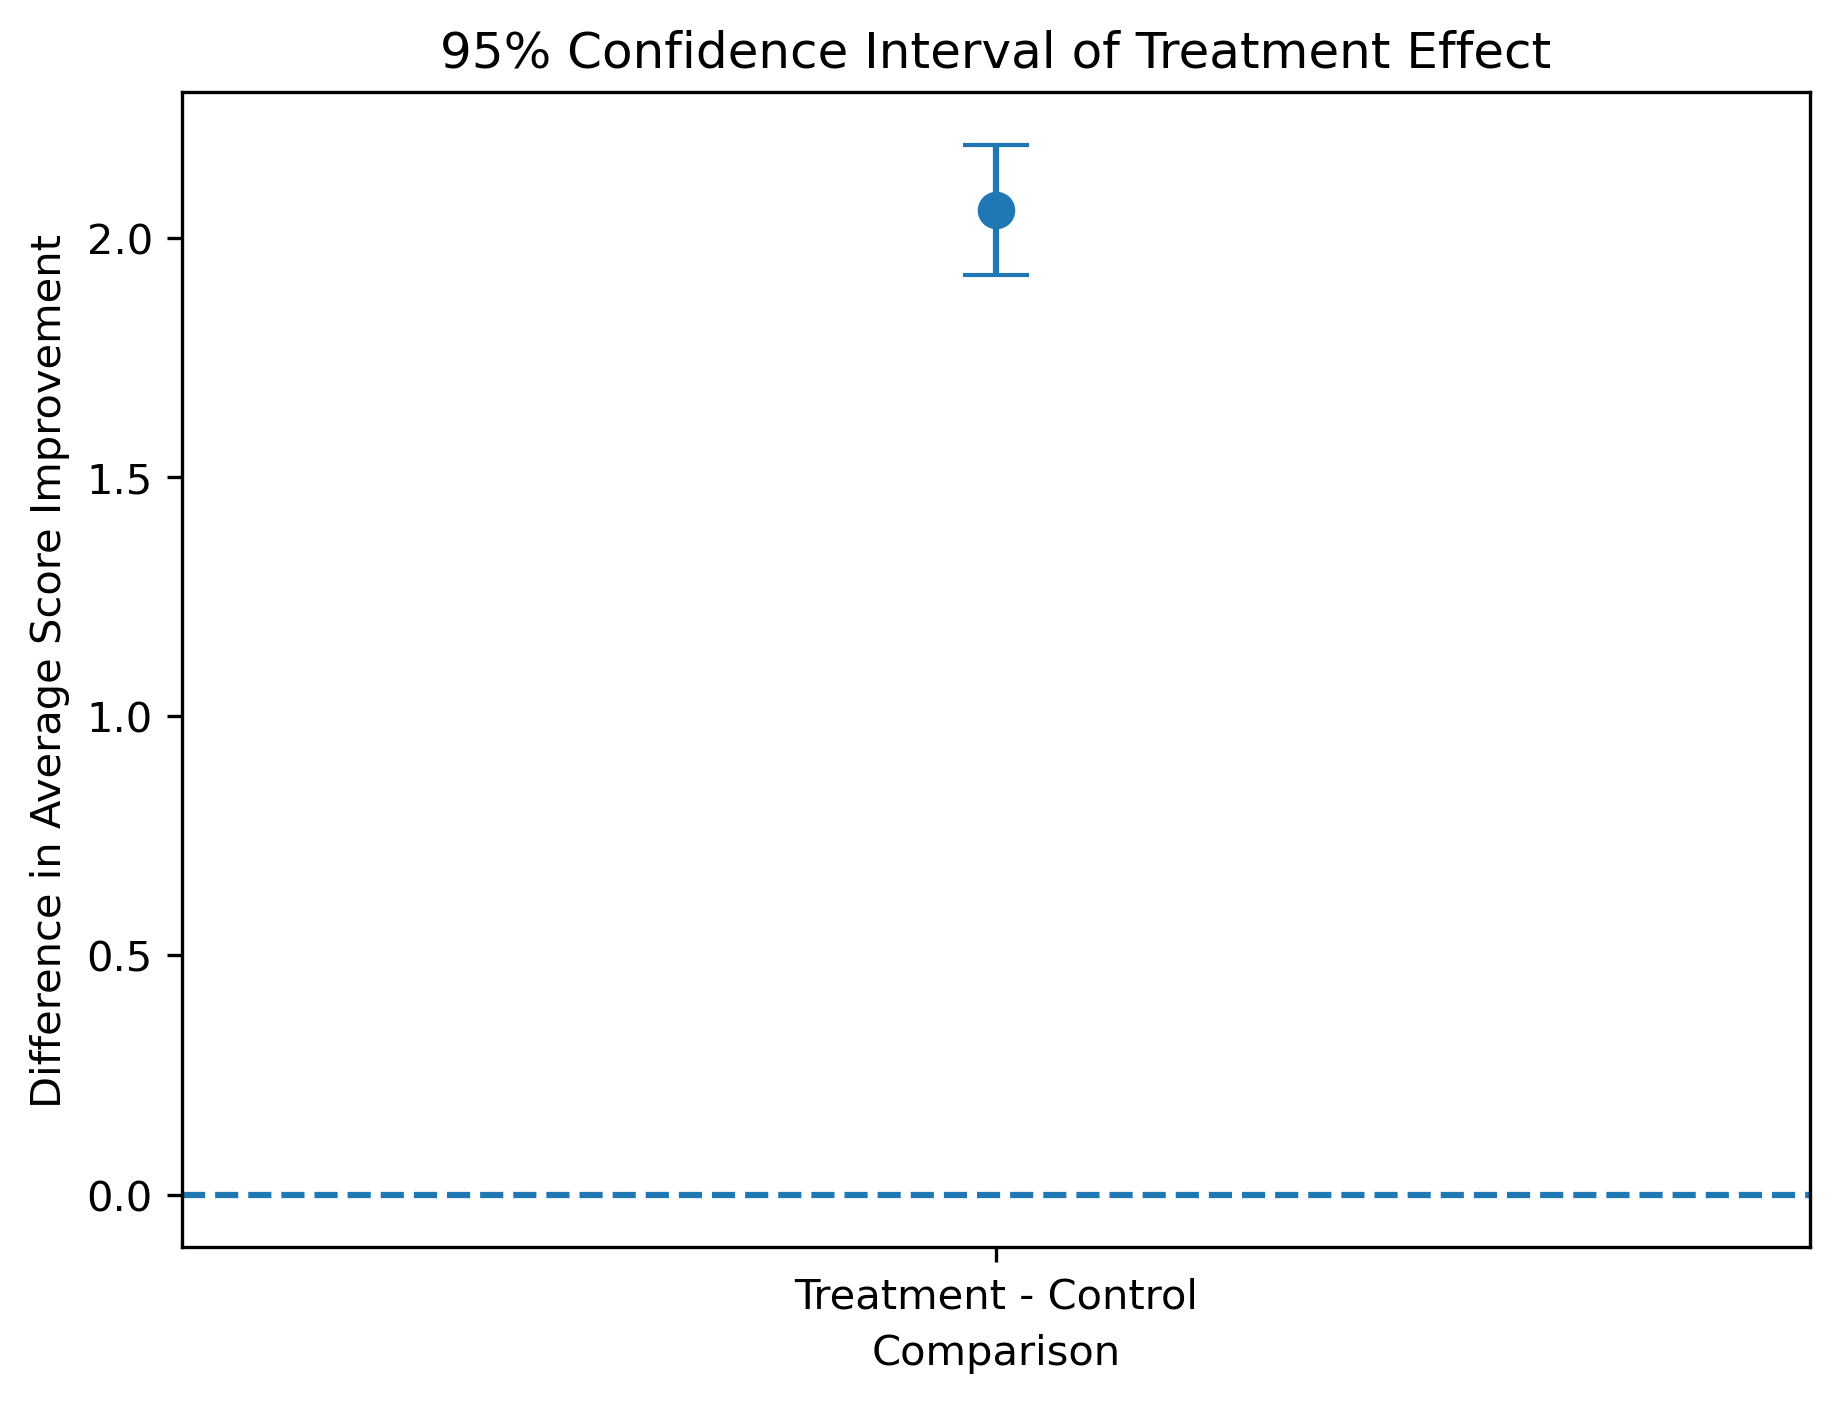 95% Confidence Interval of Treatment Effect
Difference in Average Score Improvement
2.0
1.5
1.0
0.5
0.0
Treatment - Control
Comparison